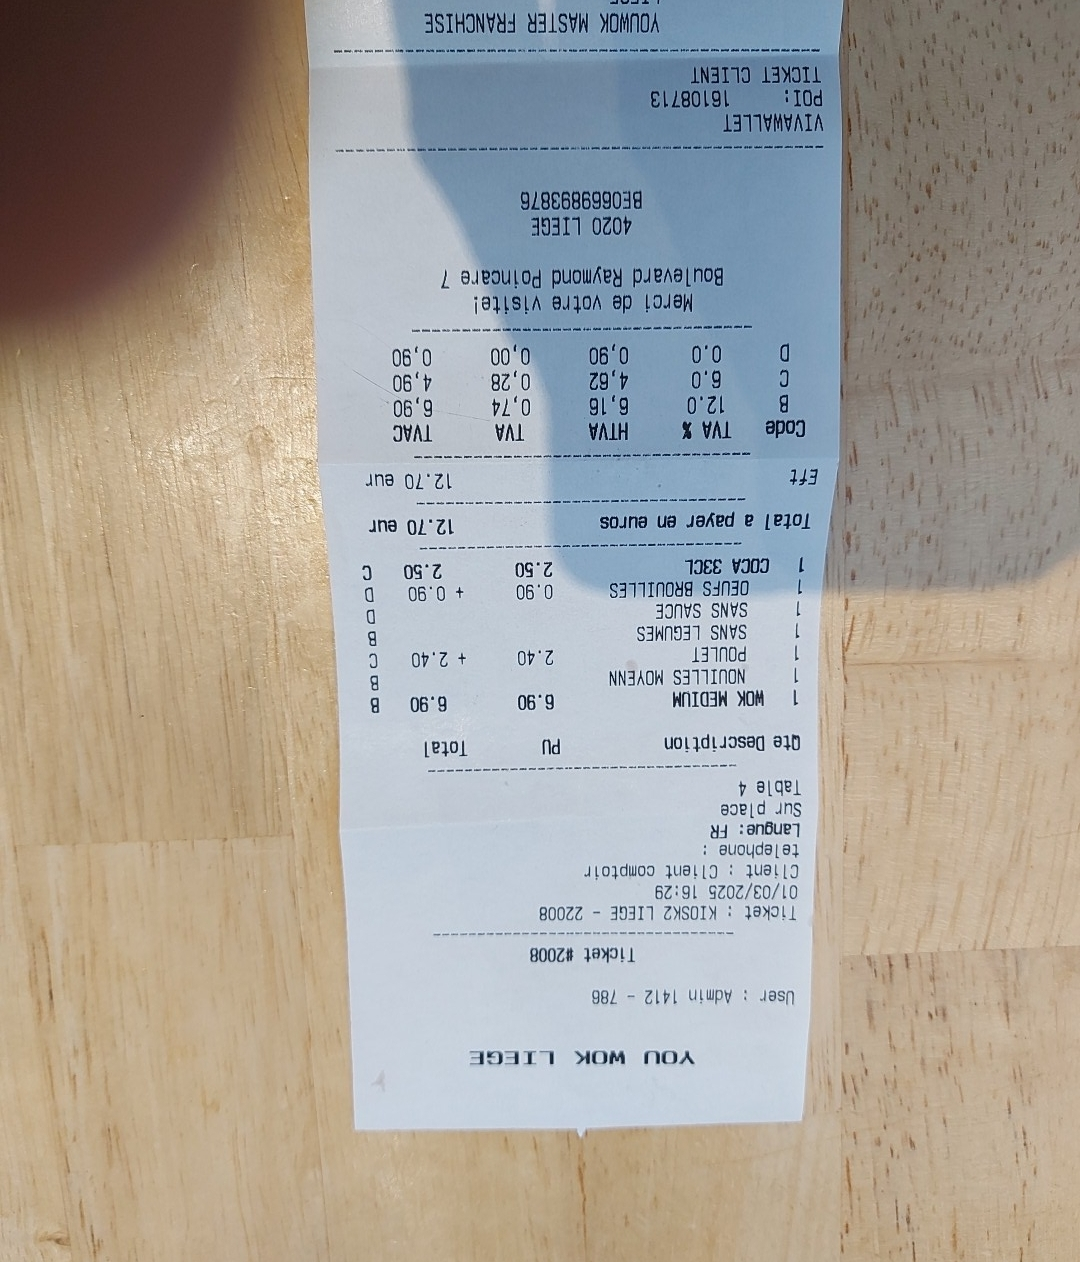 YOU WOK LIEGE
User : Admin 1412 - 786
Ticket #2008
Ticket : KIOSK2 LIEGE - 22008
01/03/2025 16:29
Client : Client comptoir
telephone :
Langue: FR
Sur place
Table 4
Qte Description PU Total
1 WOK MEDIUM 6.90 6.90 B
1 NOUILLES MOYENN B
1 POULET 2.40 + 2.40 C
1 SANS LEGUMES B
1 SANS SAUCE D
1 OEUFS BROUILLES 0.90 + 0.90 D
1 COCA 33CL 2.50 2.50 C
Total a payer en euros 12.70 eur
Eft 12.70 eur
Code TVA % HTVA TVA TVAC
B 12.0 6,16 0,74 6,90
C 6.0 4,62 0,28 4,90
D 0.0 0,90 0,00 0,90
Merci de votre visite!
Boulevard Raymond Poincare 7
4020 LIEGE
BE0669893876
VIVAWALLET
POI: 16108713
TICKET CLIENT
YOUWOK MASTER FRANCHISE